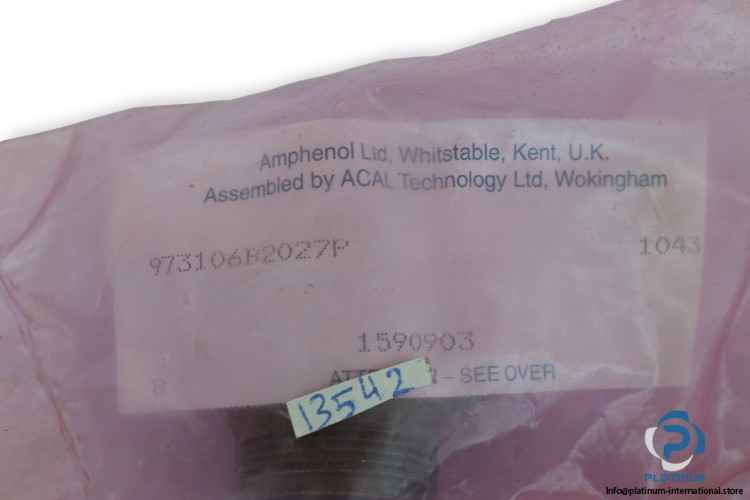 Amphenol Ltd, Whitstable, Kent, U.K.
Assembled by ACAL Technology Ltd, Wokingham
973106B2027P 1043
1590903
B - SEE OVER
13542
PLATINUM
Info@platinum-international.store